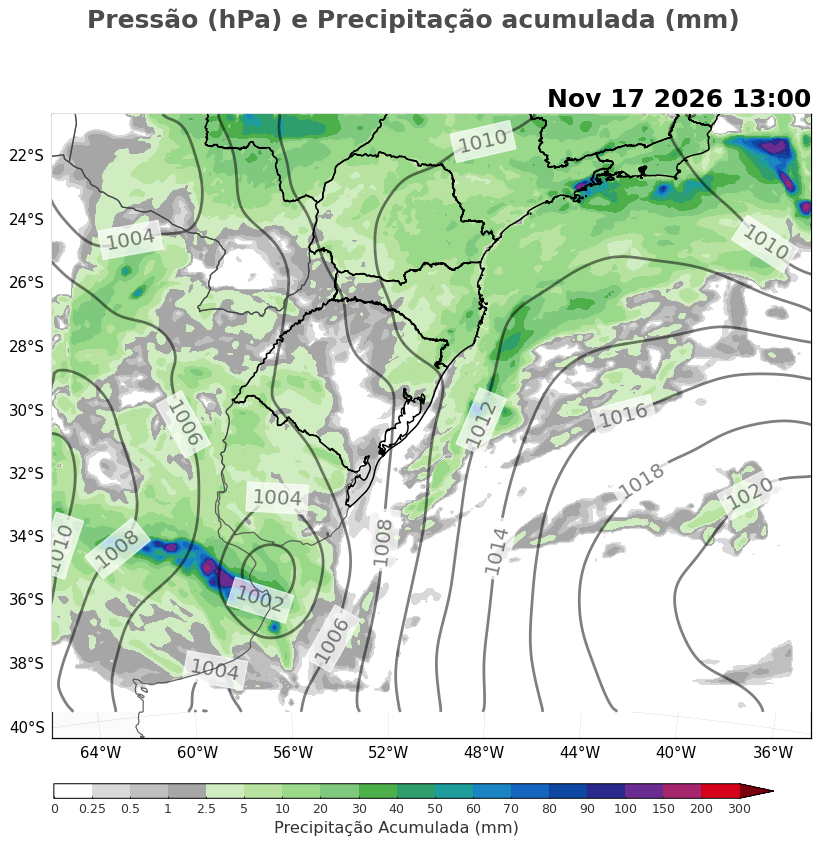 Pressão (hPa) e Precipitação acumulada (mm)
Nov 17 2026 13:00
22°S
24°S
26°S
28°S
30°S
32°S
34°S
36°S
38°S
40°S
1010
1004
1010
1006
1012
1016
1018
1020
1004
1010
1008
1008
1014
1002
1006
1004
64°W 60°W 56°W 52°W 48°W 44°W 40°W 36°W
0 0.25 0.5 1 2.5 5 10 20 30 40 50 60 70 80 90 100 150 200 300
Precipitação Acumulada (mm)